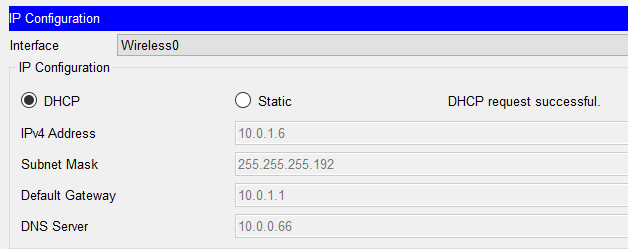 IP Configuration
Interface Wireless0
IP Configuration
DHCP Static DHCP request successful.
IPv4 Address 10.0.1.6
Subnet Mask 255.255.255.192
Default Gateway 10.0.1.1
DNS Server 10.0.0.66